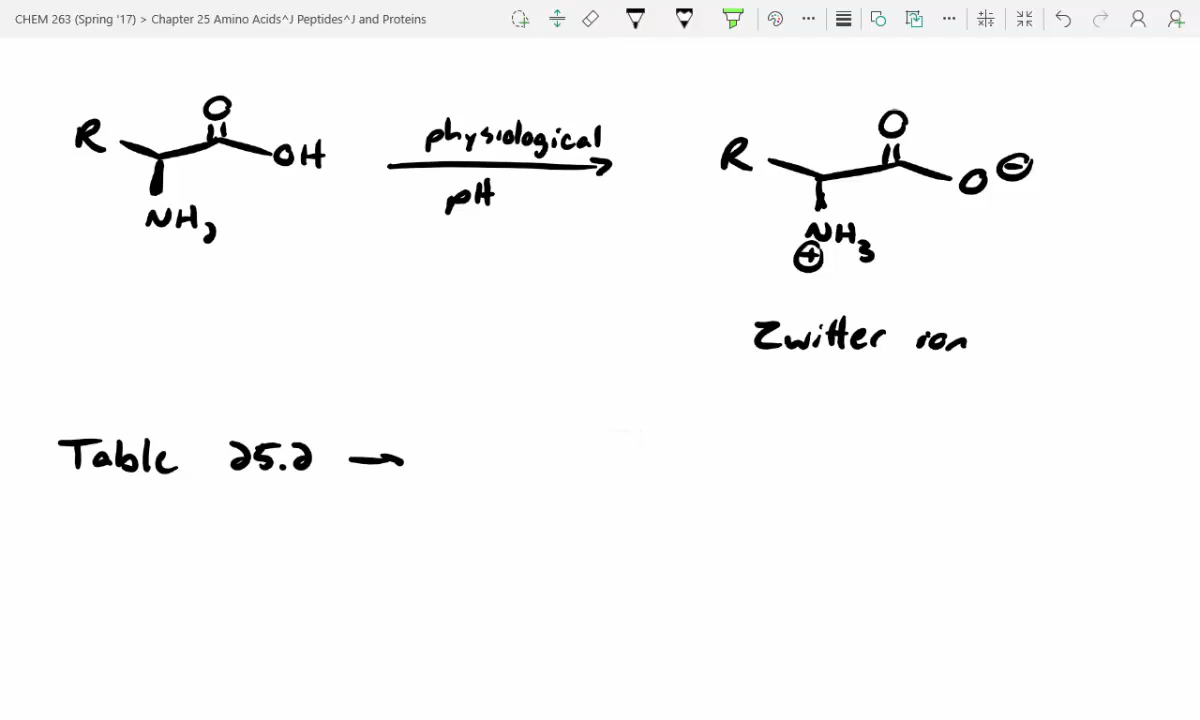 CHEM 263 (Spring '17) > Chapter 25 Amino Acids^J Peptides^J and Proteins
O
R
OH
NH2
physiological
pH
O
R
O ⊖
NH3
⊕
Zwitter ion
Table 25.2 →